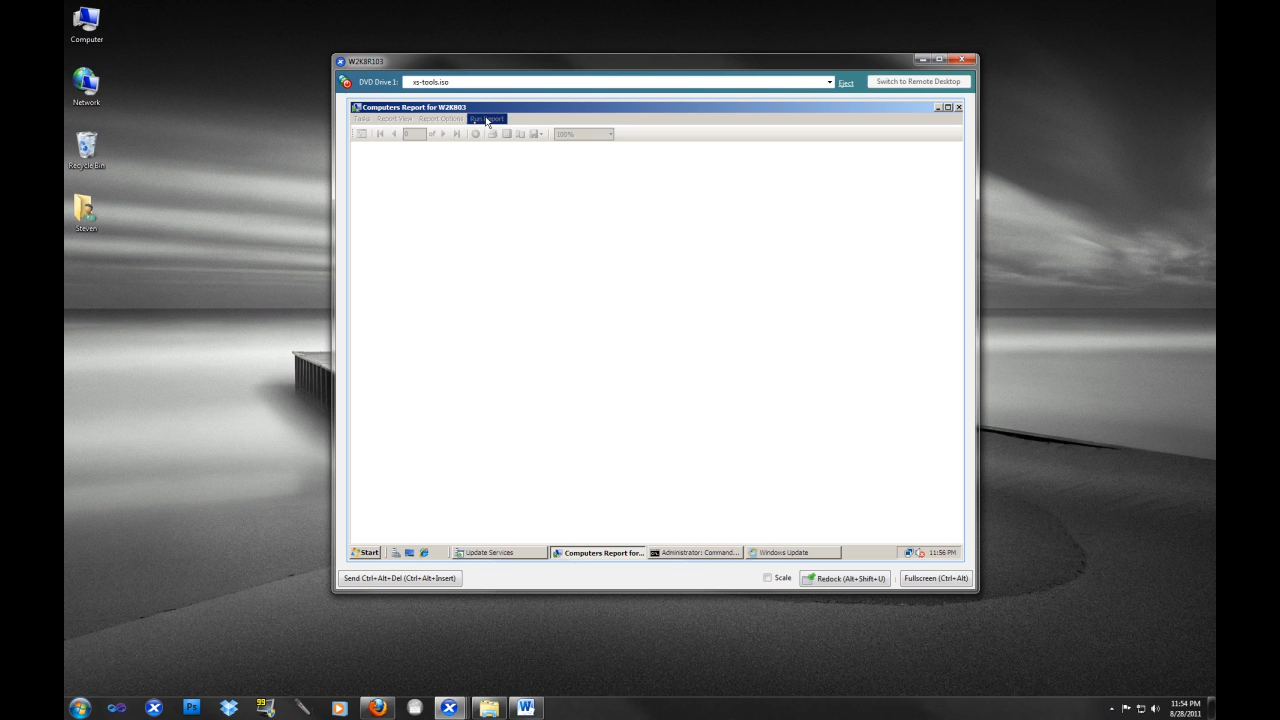 Computer
Network
Recycle Bin
Steven
W2K8R103
DVD Drive 1: xs-tools.iso Eject Switch to Remote Desktop
Computers Report for W2K803
Tasks Report View Report Options Run Report
0 of 100%
Start Update Services Computers Report for... Administrator: Command... Windows Update 11:56 PM
Send Ctrl+Alt+Del (Ctrl+Alt+Insert) Scale Redock (Alt+Shift+U) Fullscreen (Ctrl+Alt)
99 Ps W
11:54 PM
8/28/2011